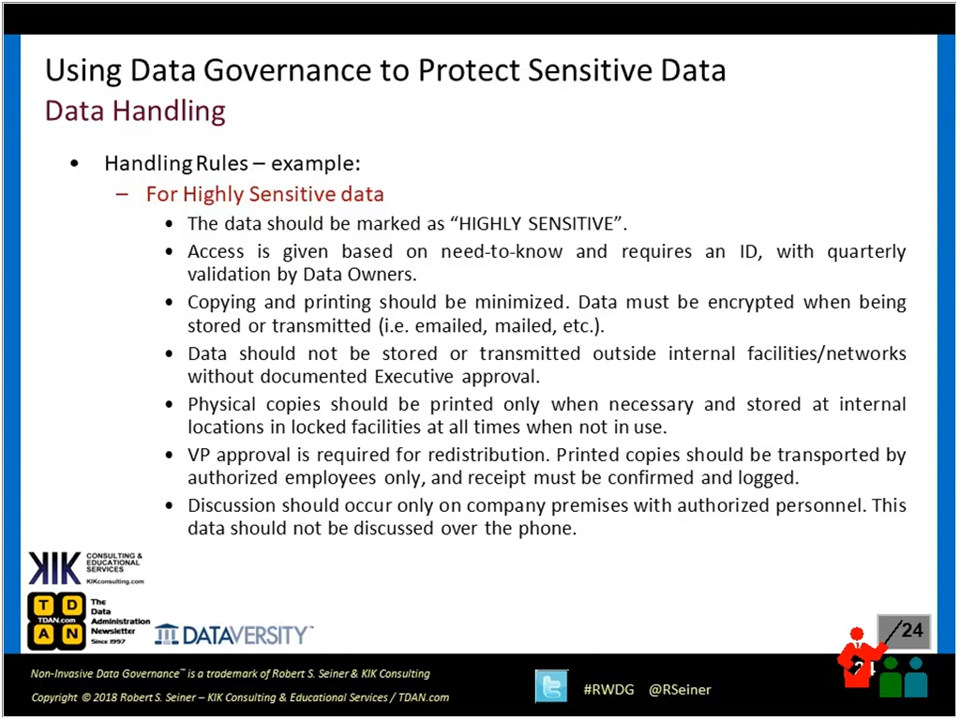 Using Data Governance to Protect Sensitive Data
Data Handling
• Handling Rules – example:
– For Highly Sensitive data
• The data should be marked as “HIGHLY SENSITIVE”.
• Access is given based on need-to-know and requires an ID, with quarterly
validation by Data Owners.
• Copying and printing should be minimized. Data must be encrypted when being
stored or transmitted (i.e. emailed, mailed, etc.).
• Data should not be stored or transmitted outside internal facilities/networks
without documented Executive approval.
• Physical copies should be printed only when necessary and stored at internal
locations in locked facilities at all times when not in use.
• VP approval is required for redistribution. Printed copies should be transported by
authorized employees only, and receipt must be confirmed and logged.
• Discussion should occur only on company premises with authorized personnel. This
data should not be discussed over the phone.
KIK CONSULTING &
EDUCATIONAL
SERVICES
KIKconsulting.com
T D
TDAN.com
A N
The
Data
Administration
Newsletter
Since 1997
DATAVERSITY™
24
24
Non-Invasive Data Governance™ is a trademark of Robert S. Seiner & KIK Consulting
Copyright © 2018 Robert S. Seiner – KIK Consulting & Educational Services / TDAN.com
#RWDG @RSeiner